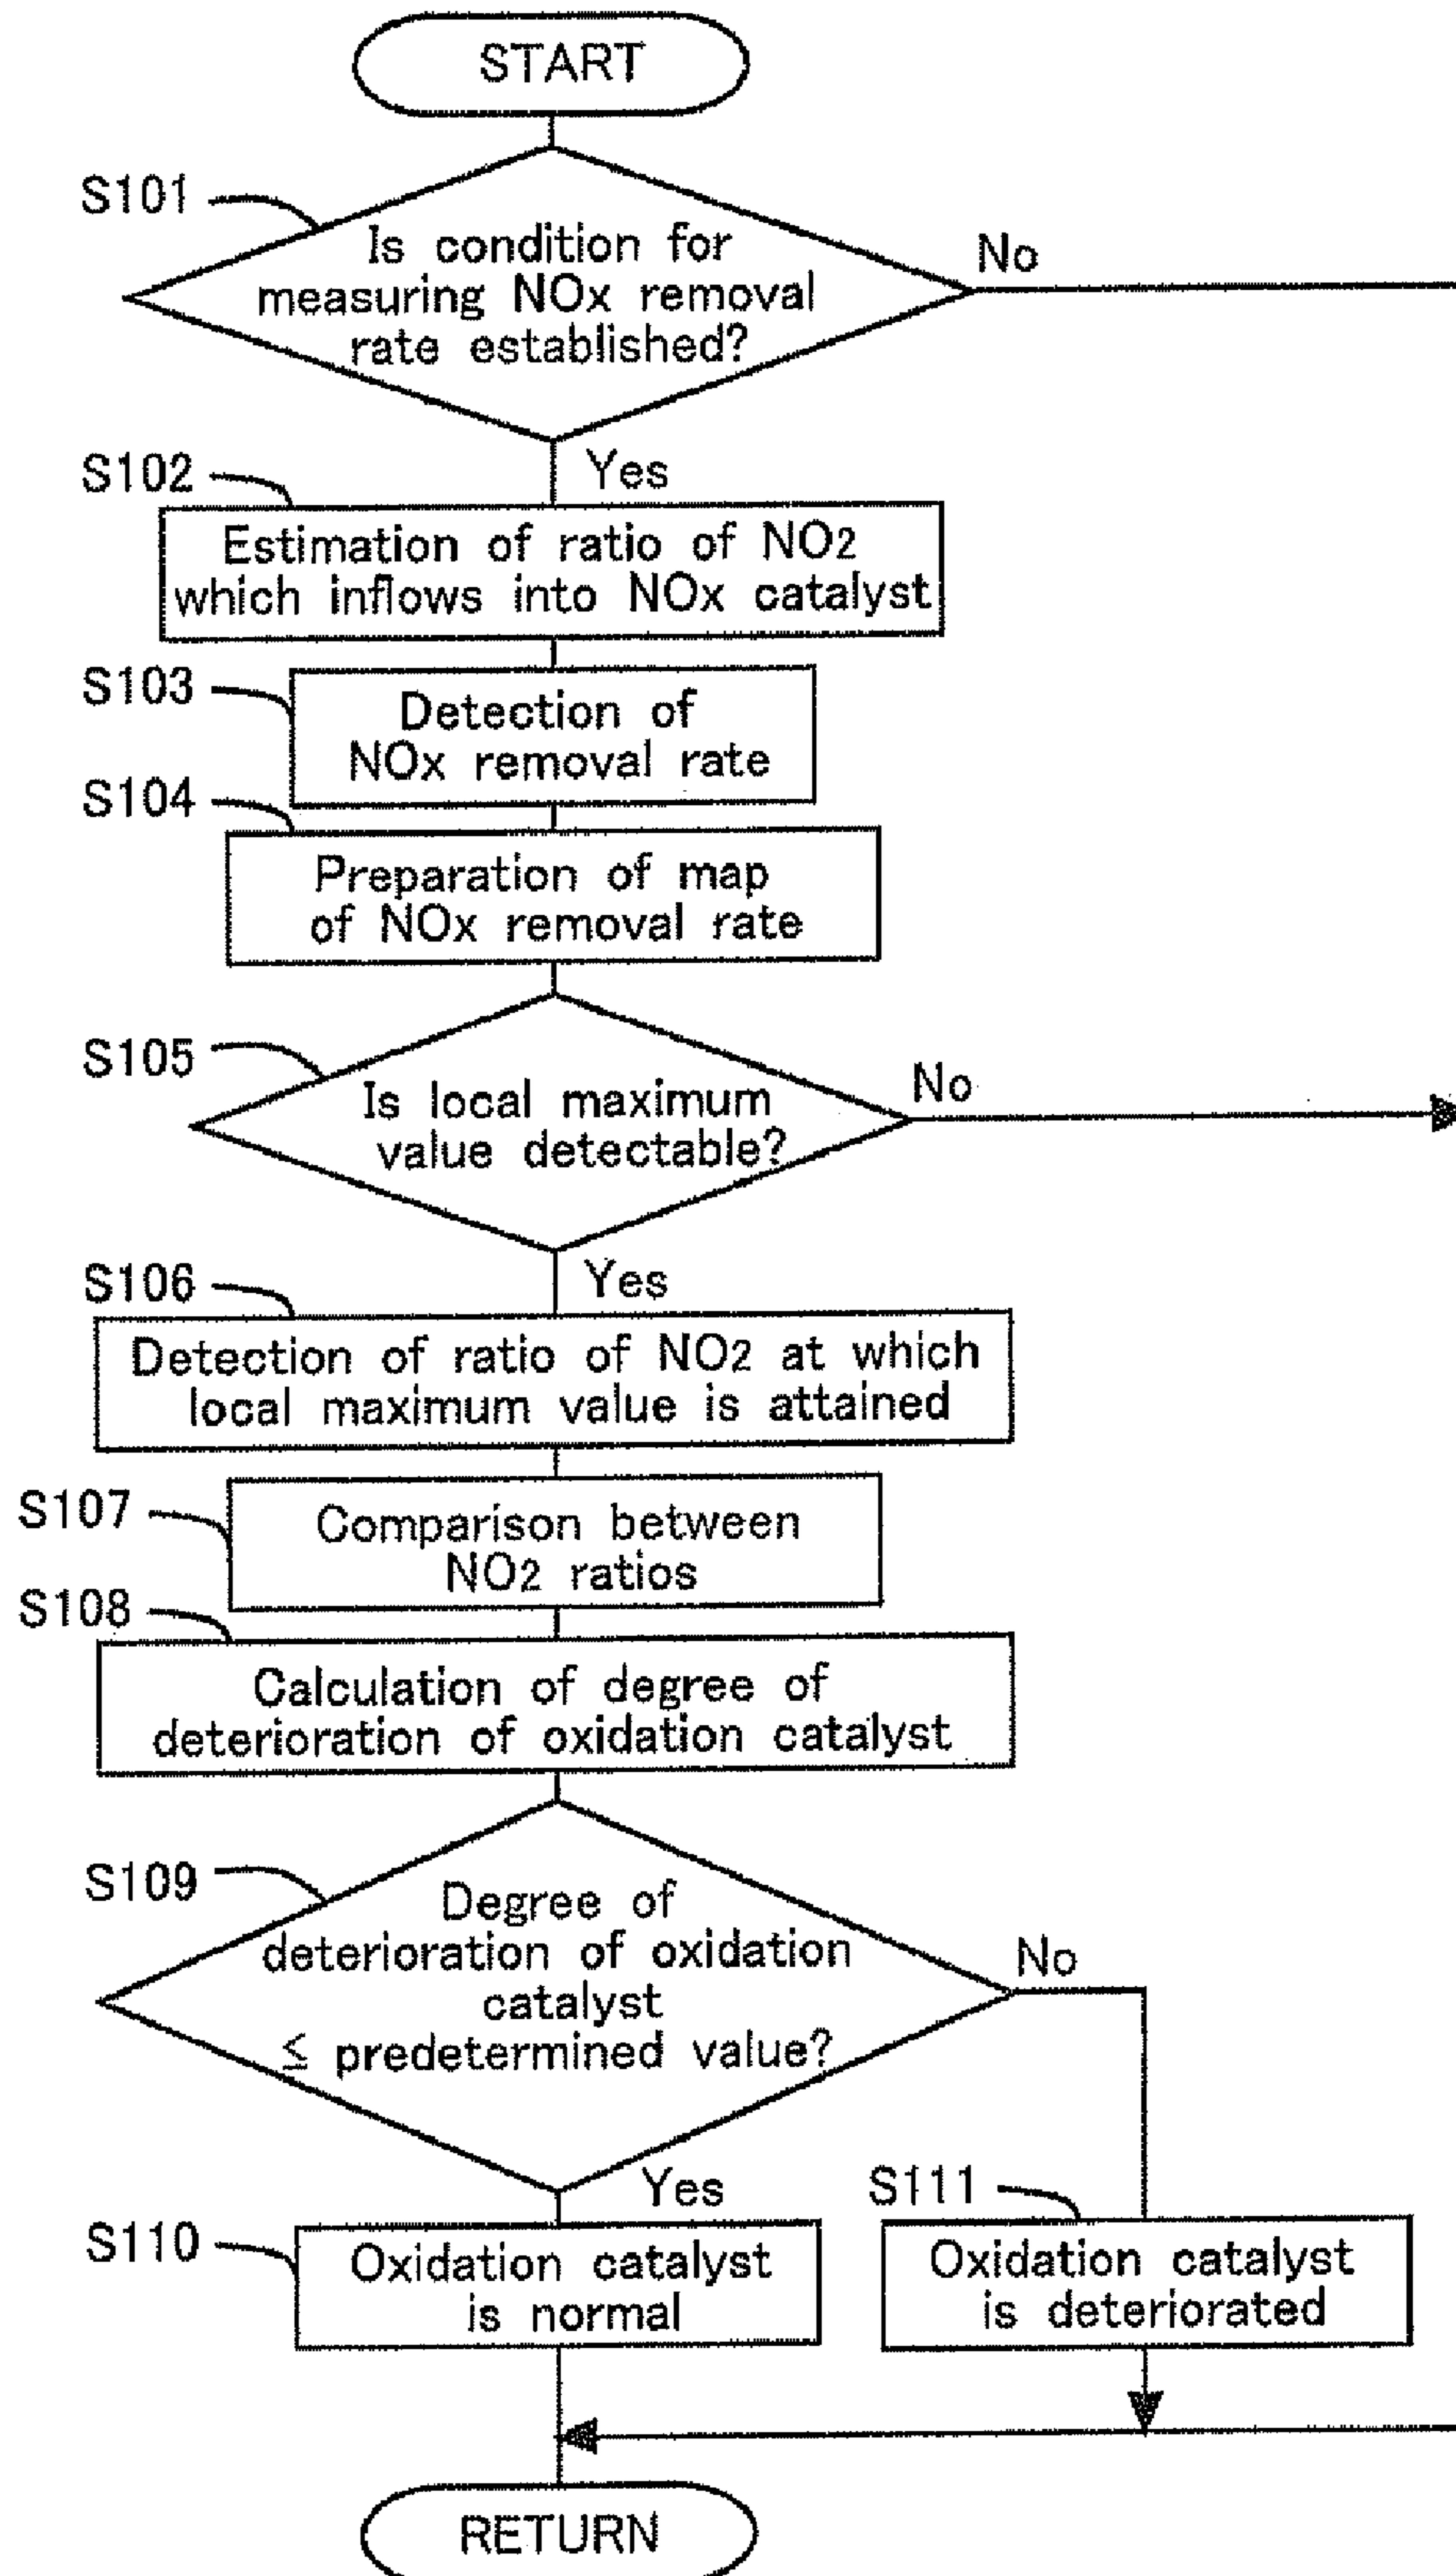 START
S101
Is condition for
measuring NOx removal
rate established?
No
Yes
S102
Estimation of ratio of NO2
which inflows into NOx catalyst
S103
Detection of
NOx removal rate
S104
Preparation of map
of NOx removal rate
S105
Is local maximum
value detectable?
No
Yes
S106
Detection of ratio of NO2 at which
local maximum value is attained
S107
Comparison between
NO2 ratios
S108
Calculation of degree of
deterioration of oxidation catalyst
S109
Degree of
deterioration of oxidation
catalyst
≦ predetermined value?
No
Yes
S110
Oxidation catalyst
is normal
S111
Oxidation catalyst
is deteriorated
RETURN